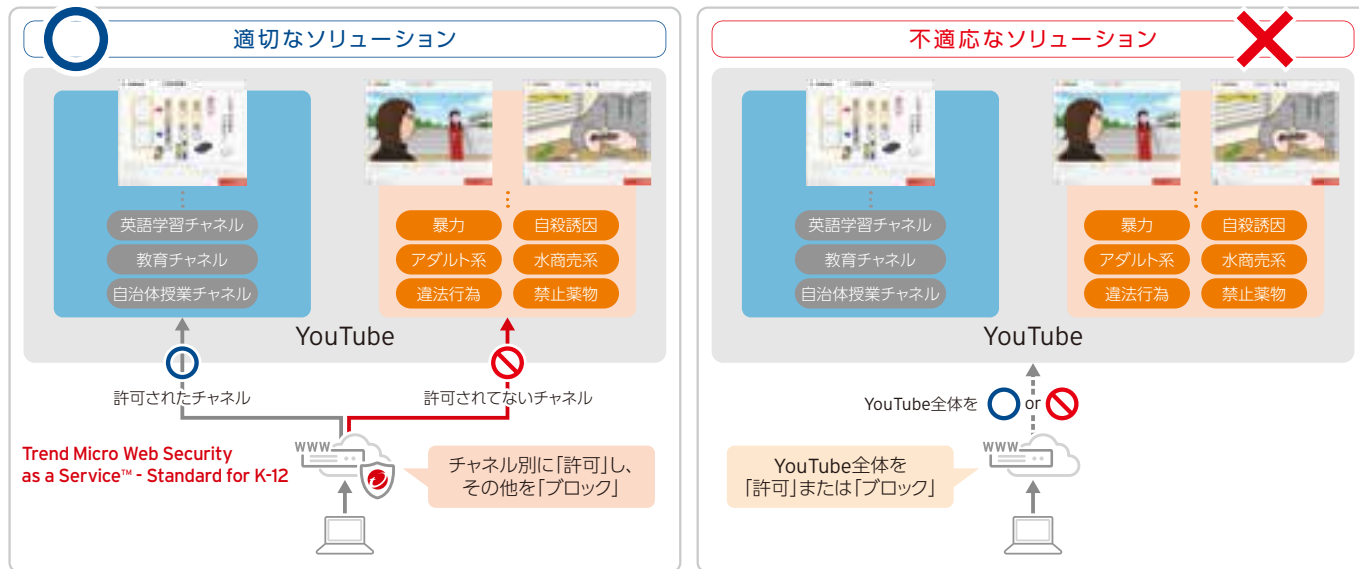 適切なソリューション
英語学習チャネル
教育チャネル
自治体授業チャネル
暴力
自殺誘因
アダルト系
水商売系
違法行為
禁止薬物
YouTube
許可されたチャネル
許可されてないチャネル
Trend Micro Web Security
as a Service™ - Standard for K-12
WWW
チャネル別に「許可」し、
その他を「ブロック」
不適応なソリューション
英語学習チャネル
教育チャネル
自治体授業チャネル
暴力
自殺誘因
アダルト系
水商売系
違法行為
禁止薬物
YouTube
YouTube全体を or
WWW
YouTube全体を
「許可」または「ブロック」